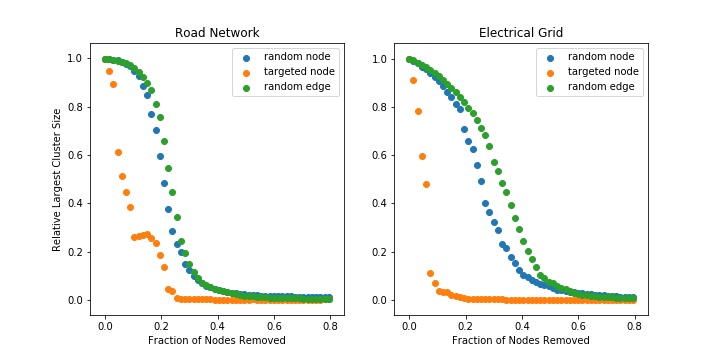 Road Network
Electrical Grid
Relative Largest Cluster Size
1.0
0.8
0.6
0.4
0.2
0.0
random node
targeted node
random edge
0.0 0.2 0.4 0.6 0.8
Fraction of Nodes Removed
1.0
0.8
0.6
0.4
0.2
0.0
random node
targeted node
random edge
0.0 0.2 0.4 0.6 0.8
Fraction of Nodes Removed